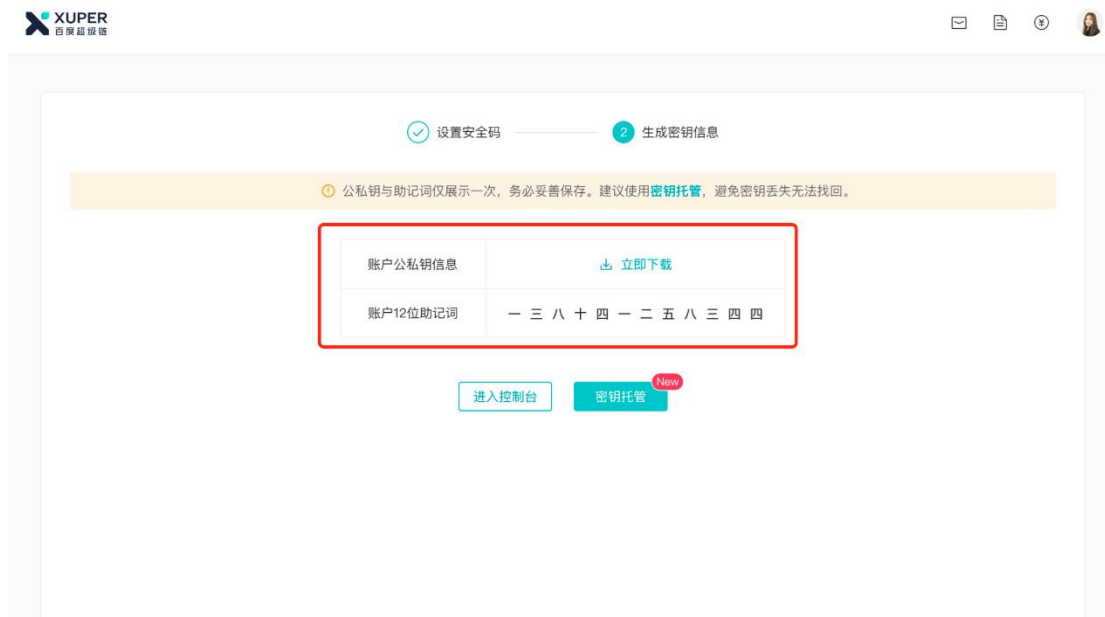 XUPER
百度超级链
设置安全码 2 生成密钥信息
公私钥与助记词仅展示一次，务必妥善保存。建议使用密钥托管，避免密钥丢失无法找回。
账户公私钥信息 立即下载
账户12位助记词 一 三 八 十 四 一 二 五 八 三 四 四
进入控制台 密钥托管 New